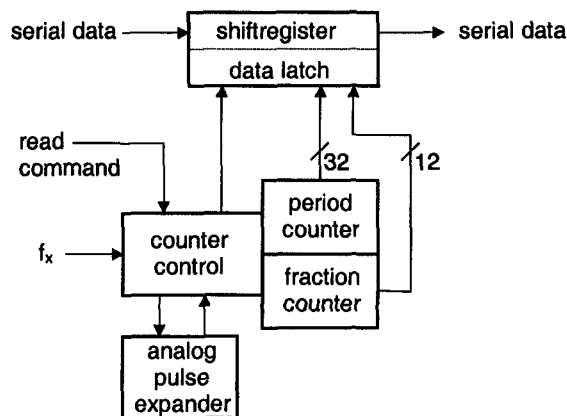 serial data
shiftregister
serial data
data latch
read
command
32
12
period
counter
f_x
counter
control
fraction
counter
analog
pulse
expander